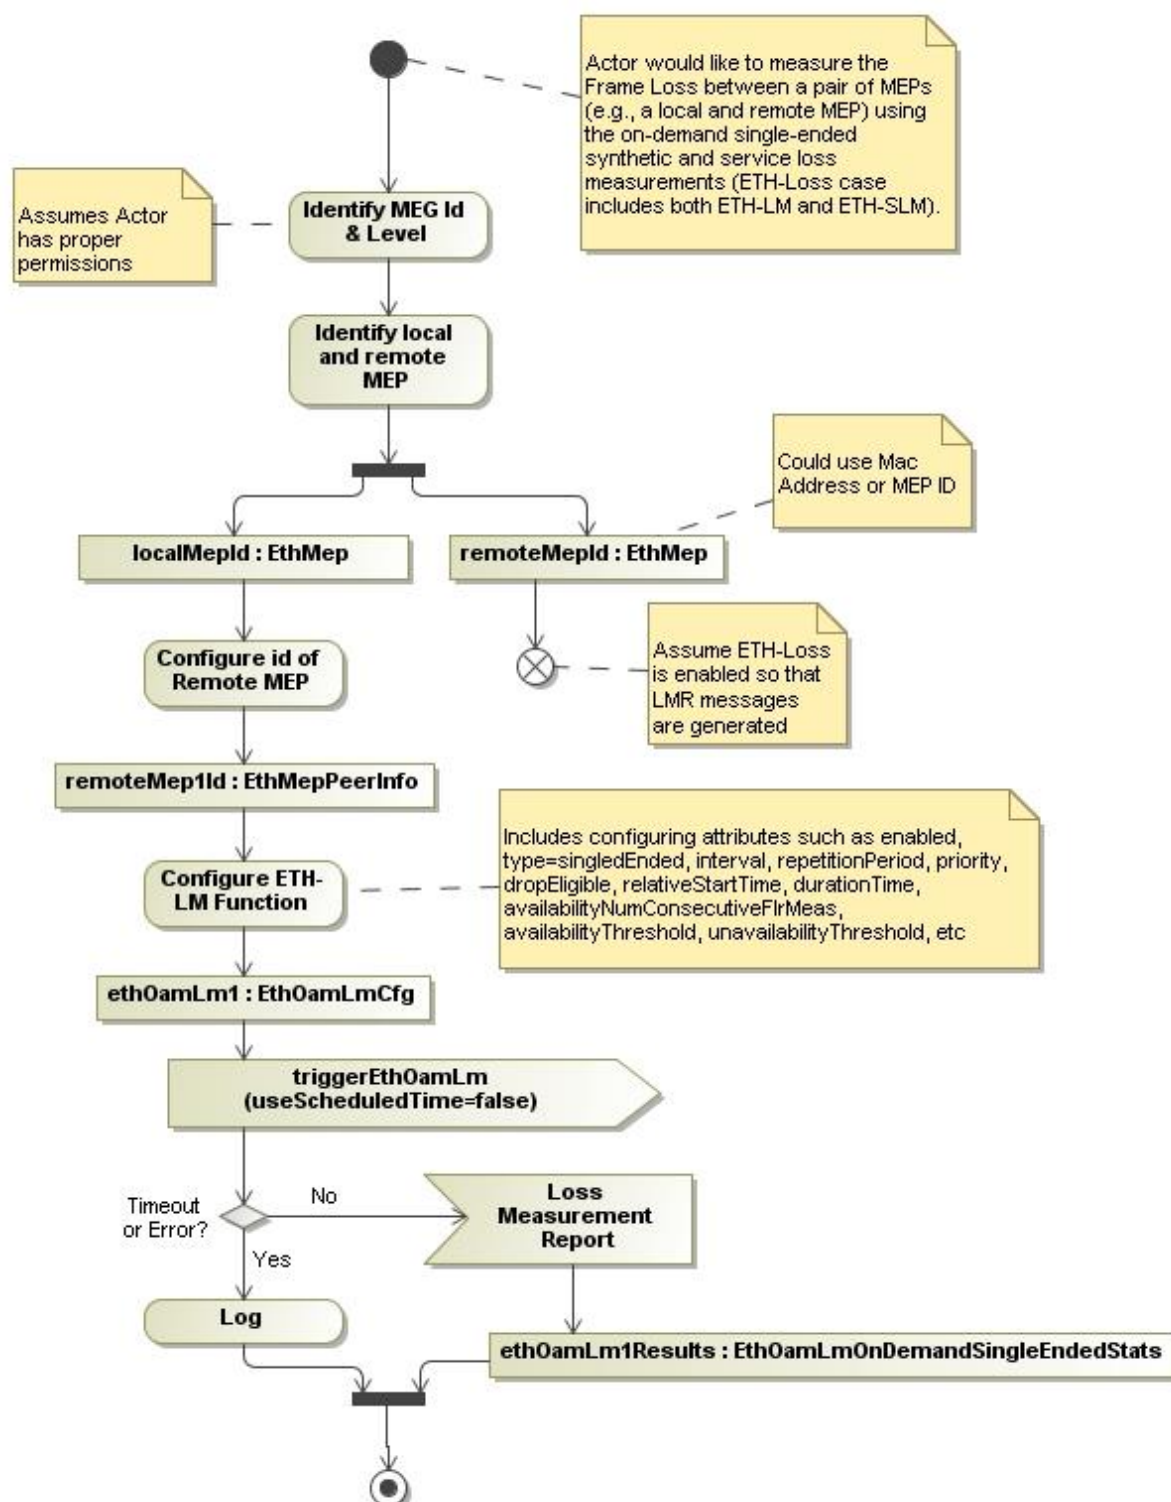 Actor would like to measure the
Frame Loss between a pair of MEPs
(e.g., a local and remote MEP) using
the on-demand single-ended
synthetic and service loss
measurements (ETH-Loss case
includes both ETH-LM and ETH-SLM).
Assumes Actor
has proper
permissions
Identify MEG Id
& Level
Identify local
and remote
MEP
Could use Mac
Address or MEP ID
localMepId : EthMep
remoteMepId : EthMep
Assume ETH-Loss
is enabled so that
LMR messages
are generated
Configure id of
Remote MEP
remoteMep1Id : EthMepPeerInfo
Includes configuring attributes such as enabled,
type=singledEnded, interval, repetitionPeriod, priority,
dropEligible, relativeStartTime, durationTime,
availabilityNumConsecutiveFlrMeas,
availabilityThreshold, unavailabilityThreshold, etc
Configure ETH-
LM Function
ethOamLm1 : EthOamLmCfg
triggerEthOamLm
(useScheduledTime=false)
Timeout
or Error?
No
Yes
Loss
Measurement
Report
Log
ethOamLm1Results : EthOamLmOnDemandSingleEndedStats